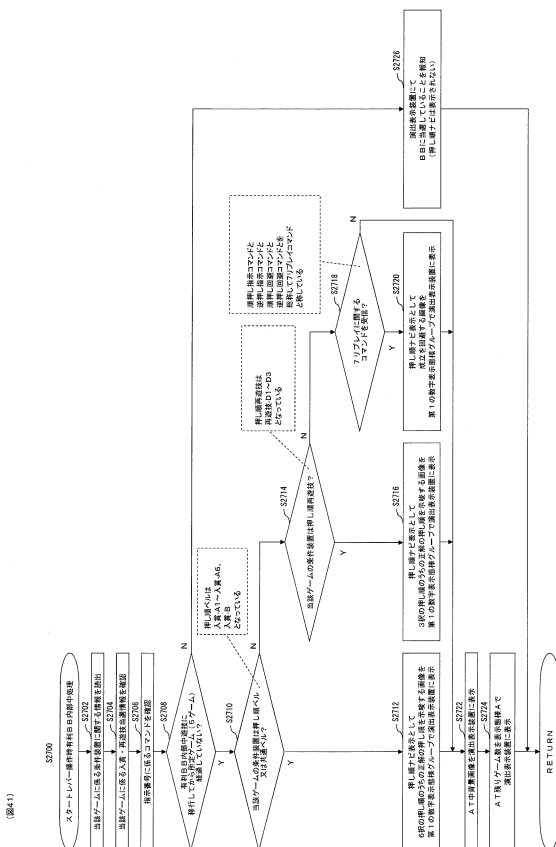 (図41)
S2700
スタートレバー操作時有利BB内部中処理
S2702
当該ゲームに係る条件装置に関する情報を読出
S2704
当該ゲームに係る入賞・再遊技当選情報を確認
S2706
指示番号に係るコマンドを確認
S2708
有利BB内部中遊技に
移行してから所定ゲーム(5ゲーム)
経過していない?
N
Y
押し順ベルは
入賞-A1~入賞-A6、
入賞-B
となっている
S2710
当該ゲームの条件装置は押し順ベル
又は共通ベル?
N
Y
S2712
押し順ナビ表示として
6択の押し順のうちの正解の押し順を示唆する画像を
第1の数字表示態様グループで演出表示装置に表示
押し順再遊技は
再遊技-D1~D3
となっている
S2714
当該ゲームの条件装置は押し順再遊技?
N
Y
S2716
押し順ナビ表示として
3択の押し順のうちの正解の押し順を示唆する画像を
第1の数字表示態様グループで演出表示装置に表示
順押し指示コマンドと
逆押し指示コマンドと
順押し回避コマンドと
逆押し回避コマンドとを
総称して7リプレイコマンド
と称している
S2718
7リプレイに関する
コマンドを受信?
N
Y
S2720
押し順ナビ表示として
成立を回避する画像を
第1の数字表示態様グループで演出表示装置に表示
S2722
AT中背景画像を演出表示装置に表示
S2724
AT残りゲーム数を表示態様Aで
演出表示装置に表示
S2726
演出表示装置にて
BBに当選していることを報知
(押し順ナビは表示されない)
RETURN